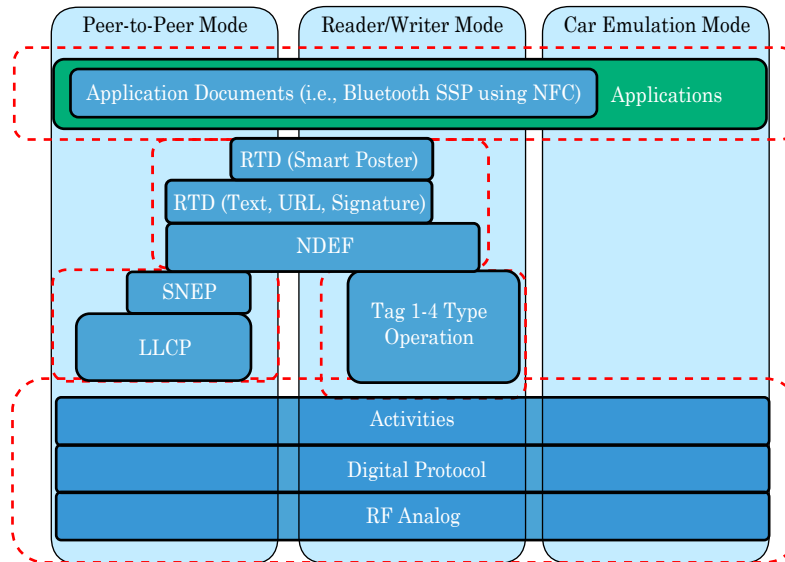 Peer-to-Peer Mode
Reader/Writer Mode
Car Emulation Mode
Application Documents (i.e., Bluetooth SSP using NFC)
Applications
RTD (Smart Poster)
RTD (Text, URL, Signature)
NDEF
SNEP
LLCP
Tag 1-4 Type
Operation
Activities
Digital Protocol
RF Analog